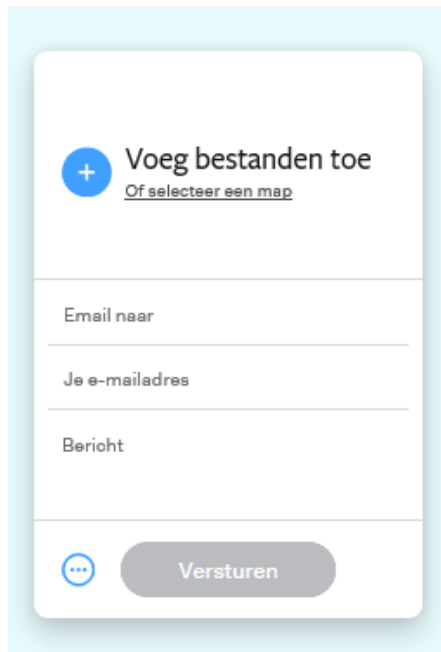 Voeg bestanden toe
Of selecteer een map
Email naar
Je e-mailadres
Bericht
Versturen